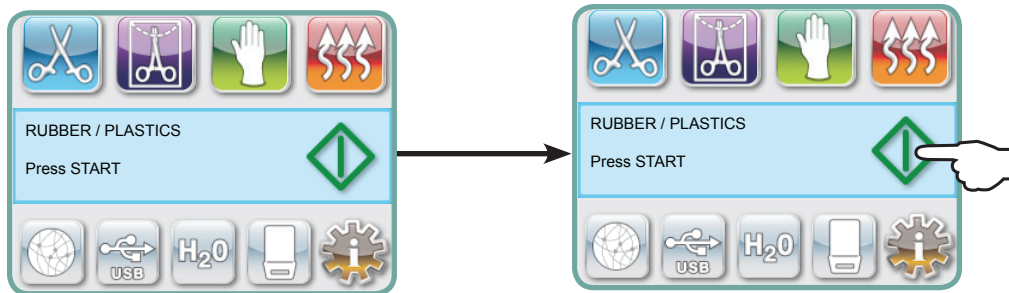 RUBBER / PLASTICS
Press START
USB
H2O
i
RUBBER / PLASTICS
Press START
USB
H2O
i